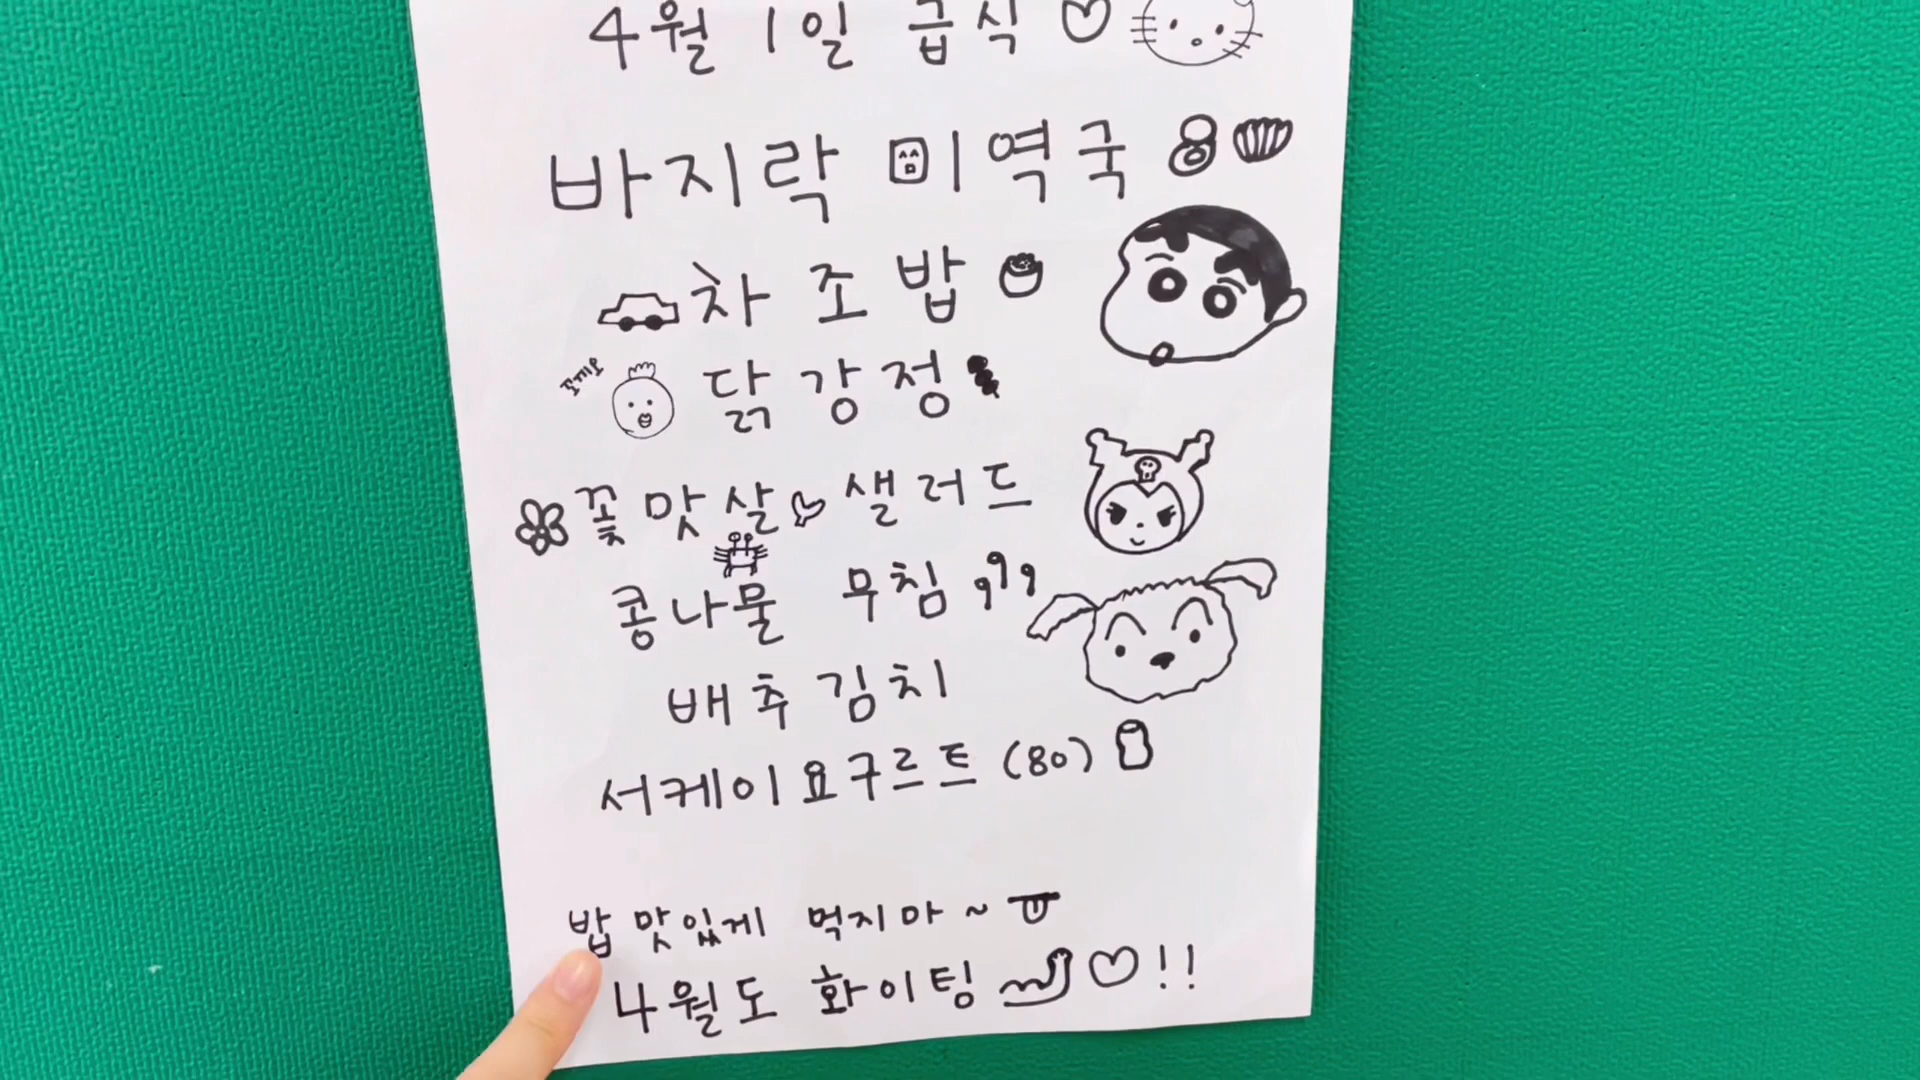 4월 1일 급식
바지락 미역국
차조밥
꼬끼오
닭강정
꽃맛살 샐러드
콩나물 무침
배추김치
서케이요구르트 (80)
밥 맛있게 먹지마~
4월도 화이팅 !!